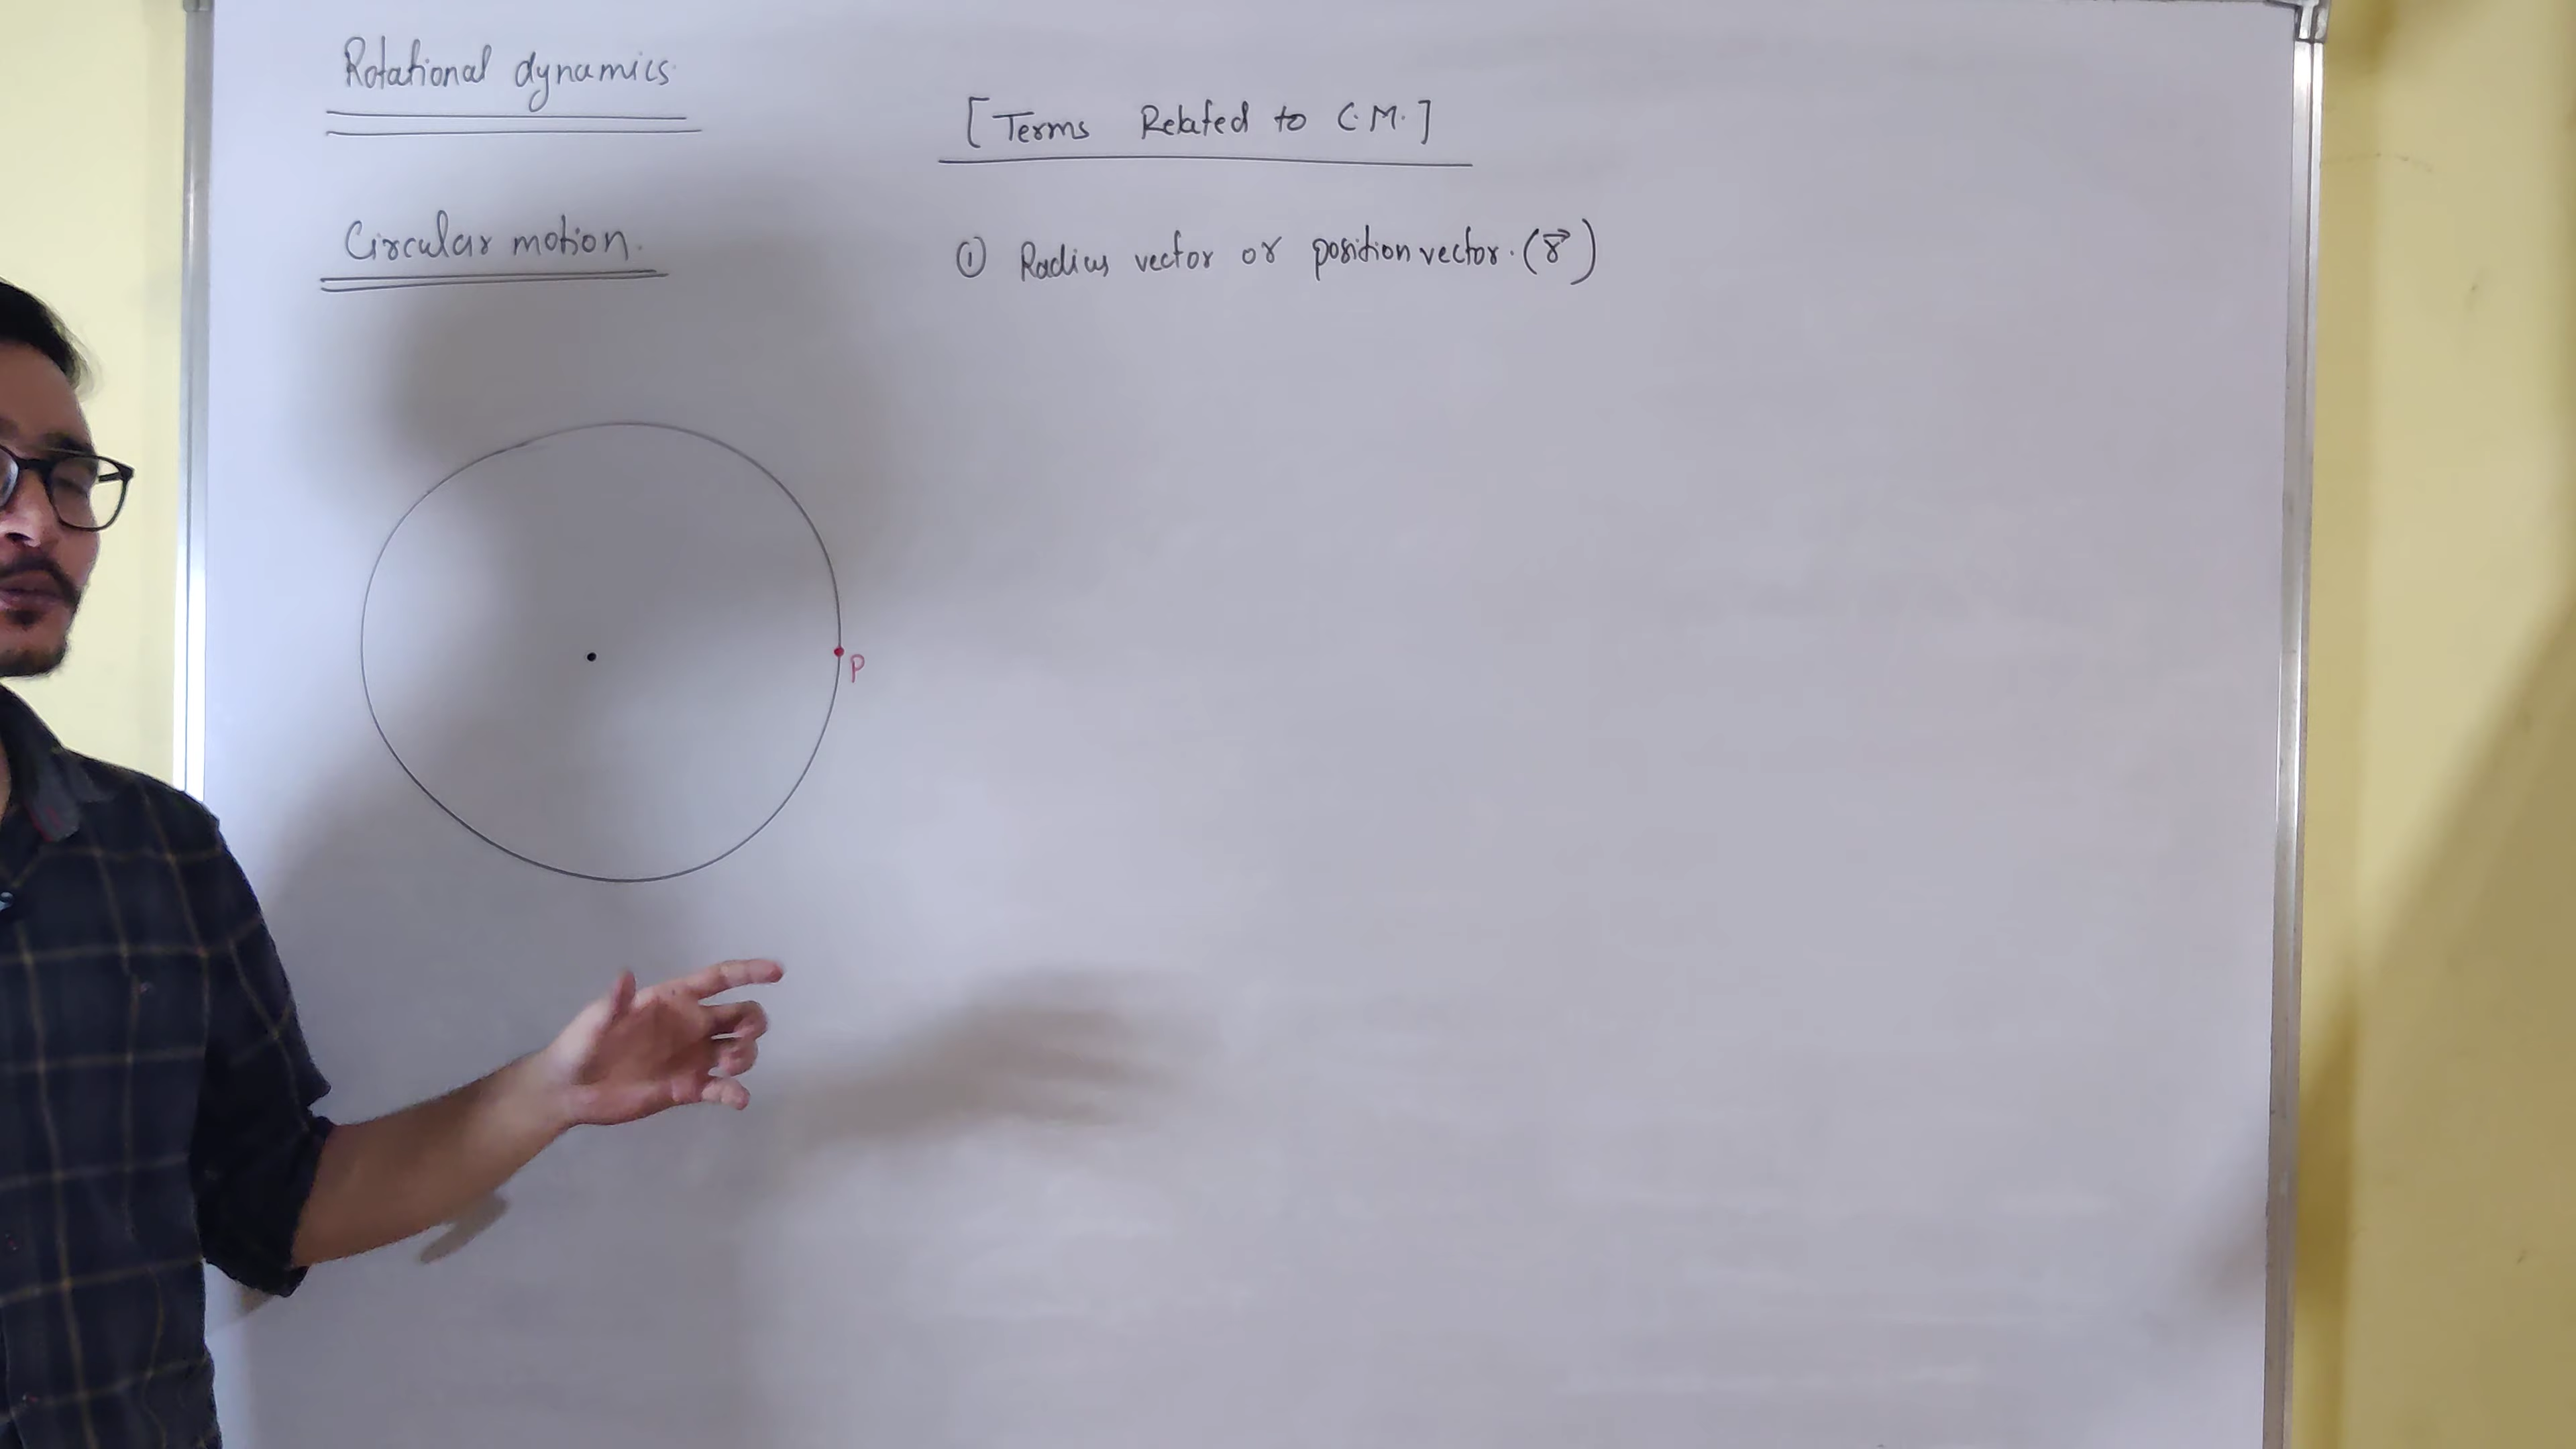 Rotational dynamics.
[Terms Related to C.M.]
Circular motion.
① Radius vector or position vector. (r⃗)
P